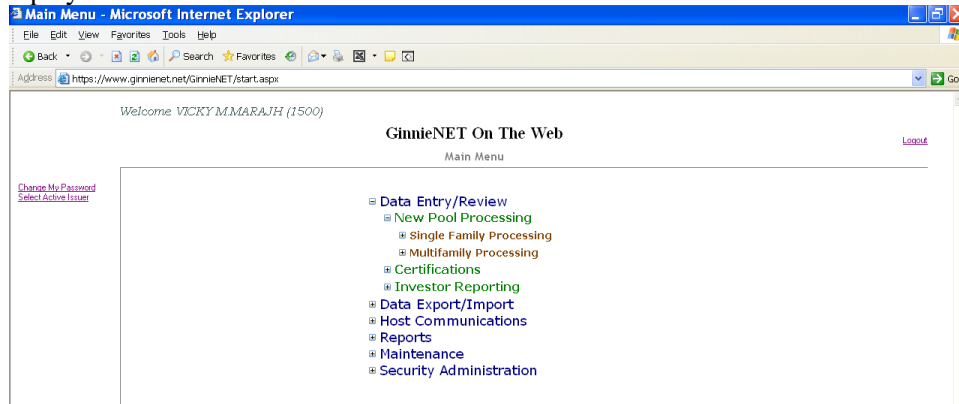 Main Menu - Microsoft Internet Explorer
File Edit View Favorites Tools Help
Back Search Favorites
Address https://www.ginnienet.net/GinnieNET/start.aspx Go
Welcome VICKY M.MARAJH (1500)
GinnieNET On The Web
Logout
Main Menu
Change My Password
Select Active Issuer
Data Entry/Review
New Pool Processing
Single Family Processing
Multifamily Processing
Certifications
Investor Reporting
Data Export/Import
Host Communications
Reports
Maintenance
Security Administration